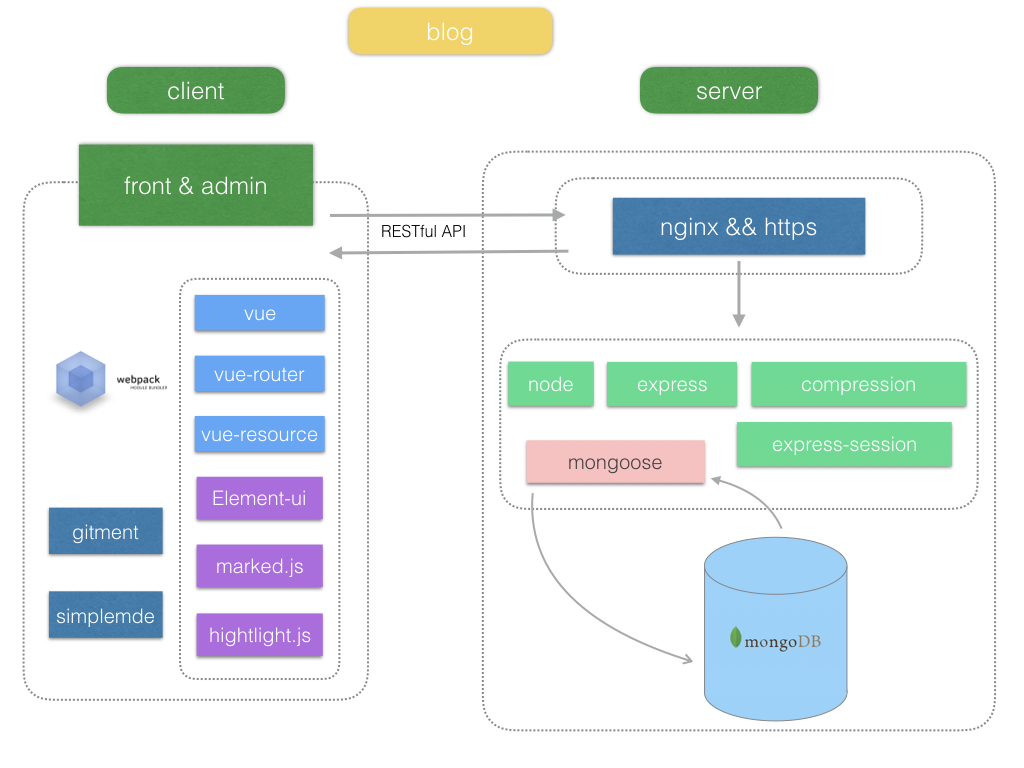 blog
client
server
front & admin
nginx && https
RESTful API
vue
vue-router
vue-resource
Element-ui
marked.js
hightlight.js
webpack
MODULE BUNDLER
gitment
simplemde
node
express
compression
express-session
mongoose
mongoDB